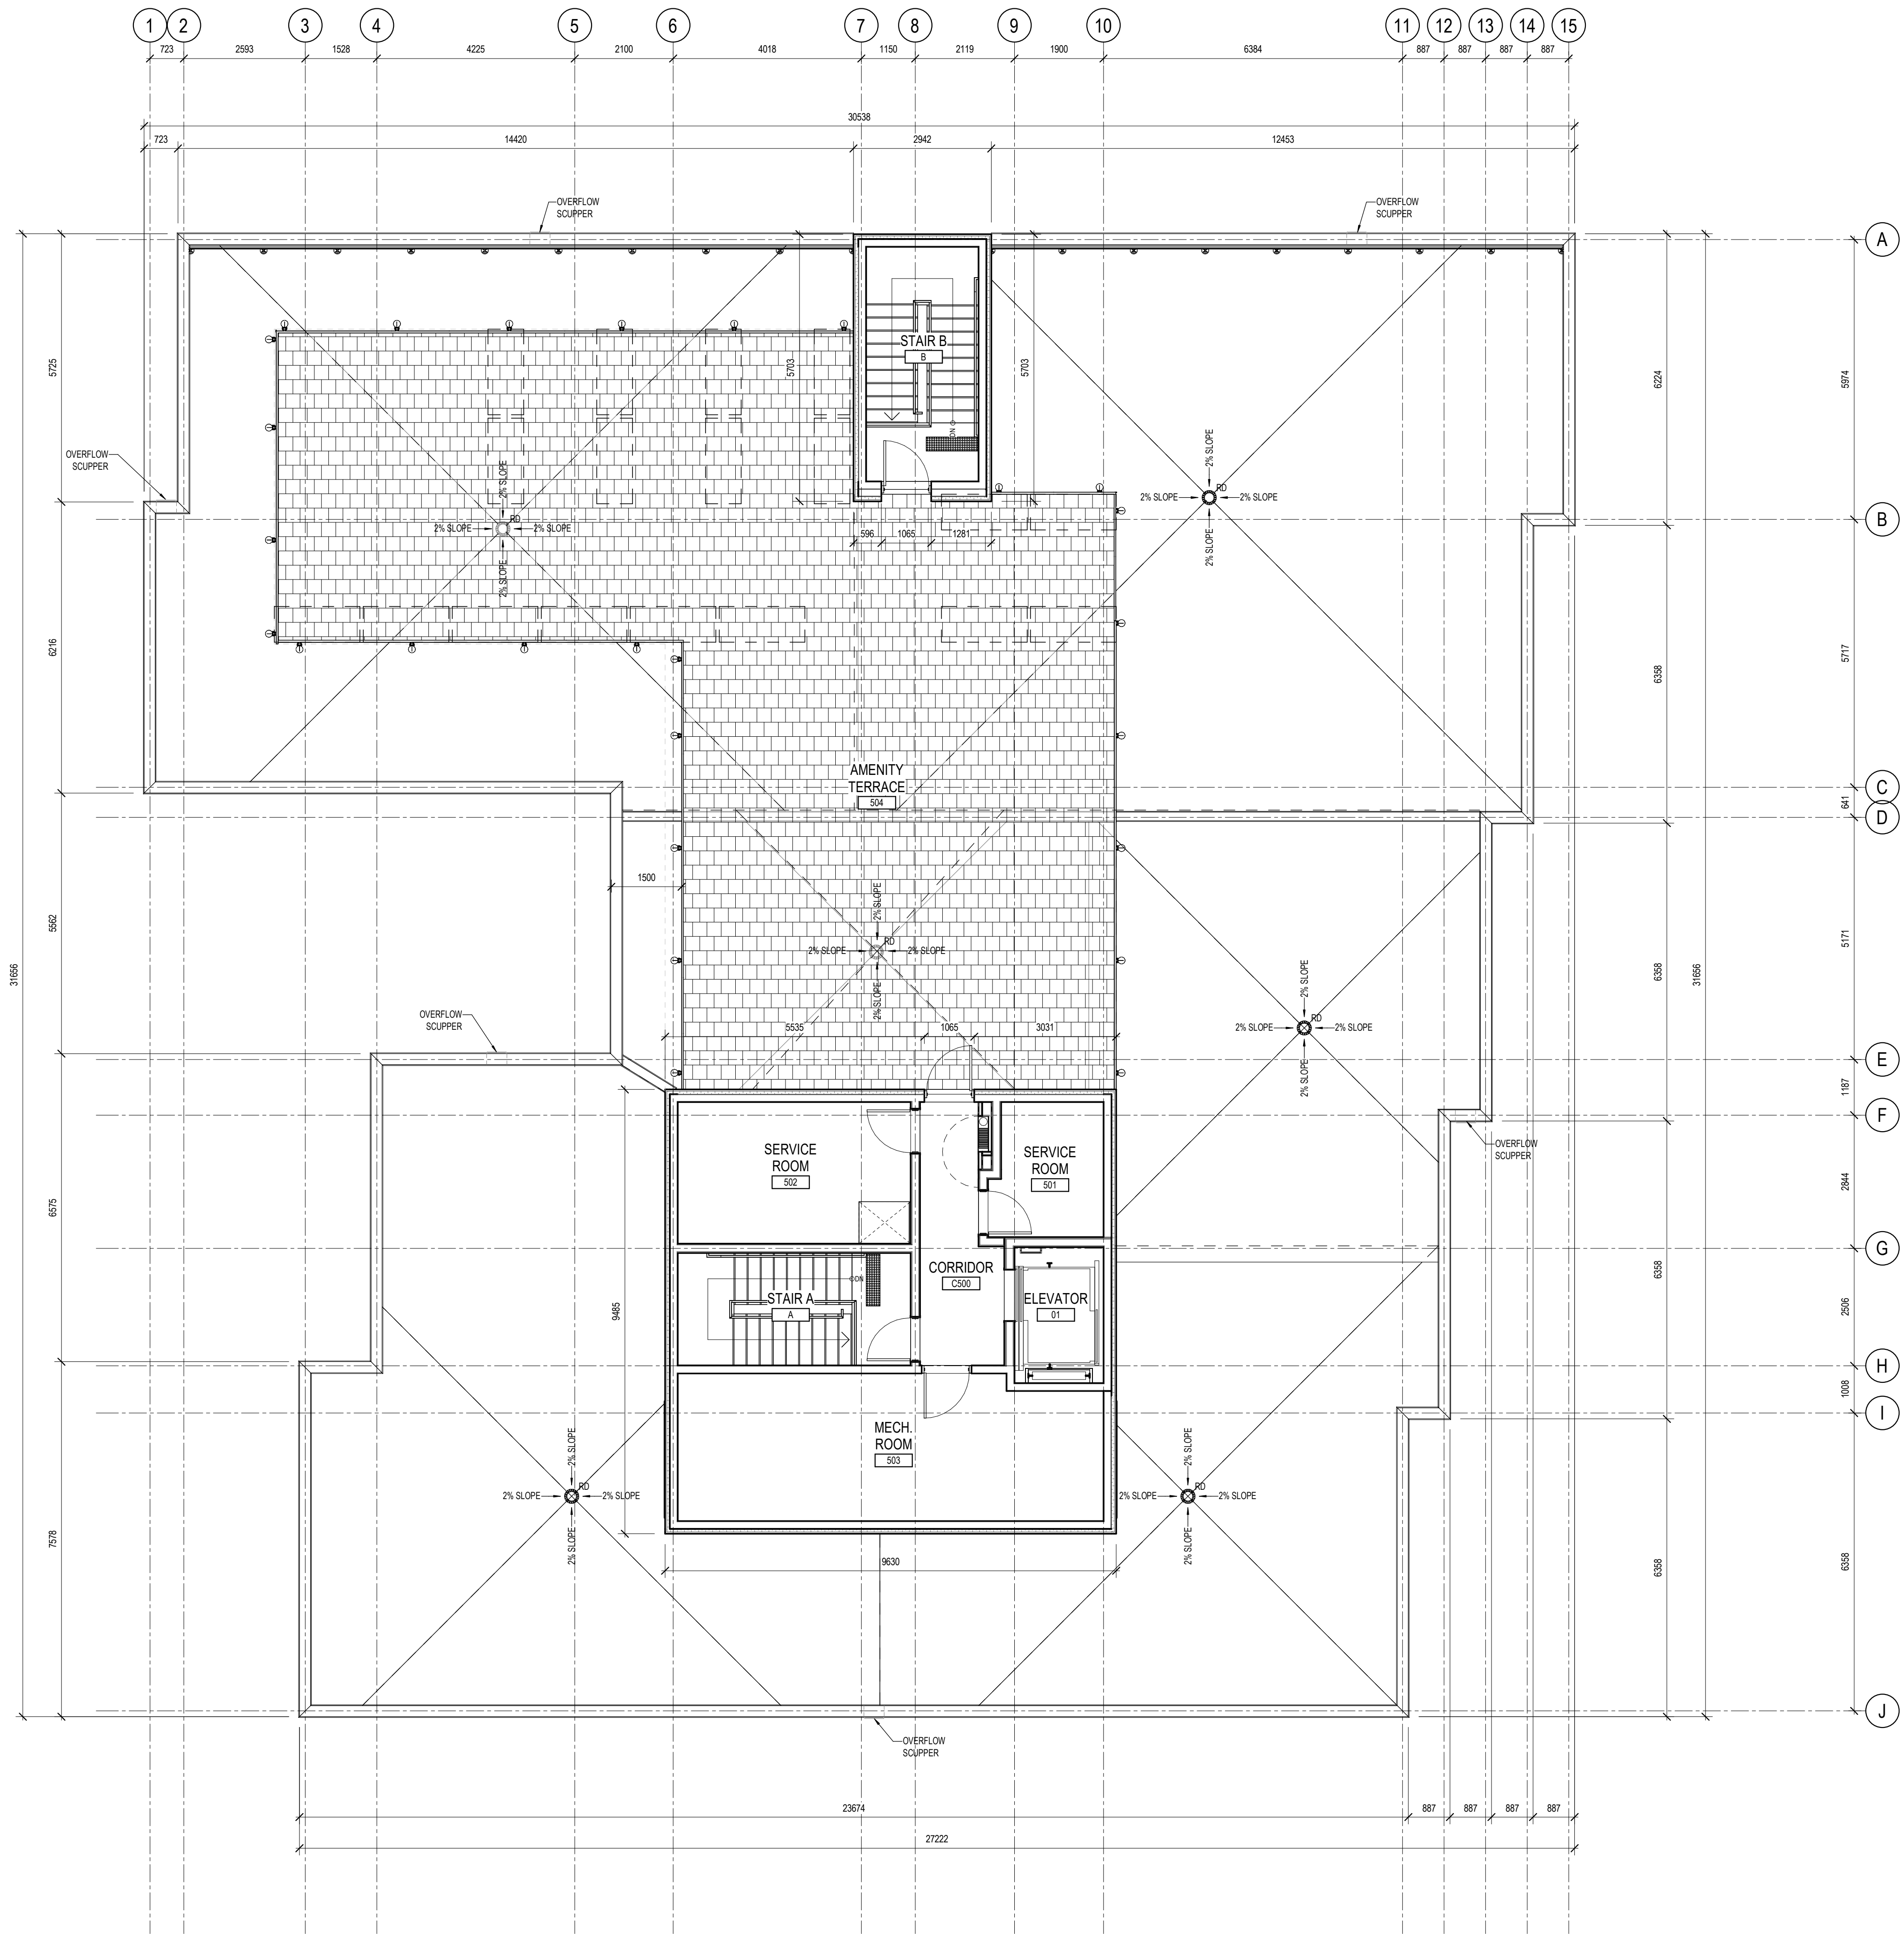 1 2 3 4 5 6 7 8 9 10 11 12 13 14 15
723 2593 1528 4225 2100 4018 1150 2119 1900 6384 887 887 887 887
30538
723 14420 2942 12453
OVERFLOW
SCUPPER
OVERFLOW
SCUPPER
A
5725
5703
5703
6224
5974
STAIR B
B
DN
OVERFLOW
SCUPPER
2% SLOPE
RD
2% SLOPE
2% SLOPE
2% SLOPE
2% SLOPE
RD
2% SLOPE
2% SLOPE
2% SLOPE
B
596 1065 1281
6216
6358
5717
AMENITY
TERRACE
504
C
641
D
1500
5562
31656
2% SLOPE
RD
2% SLOPE
2% SLOPE
2% SLOPE
6358
31656
5171
2% SLOPE
RD
2% SLOPE
2% SLOPE
2% SLOPE
OVERFLOW
SCUPPER
5535 1065 3031
E
1187
F
OVERFLOW
SCUPPER
SERVICE
ROOM
502
SERVICE
ROOM
501
2844
6575
G
6358
CORRIDOR
C500
DN
STAIR A
A
ELEVATOR
01
9485
2506
H
1008
I
MECH.
ROOM
503
2% SLOPE
RD
2% SLOPE
2% SLOPE
2% SLOPE
2% SLOPE
RD
2% SLOPE
2% SLOPE
2% SLOPE
7578
6358
6358
9630
J
OVERFLOW
SCUPPER
23674 887 887 887 887
27222